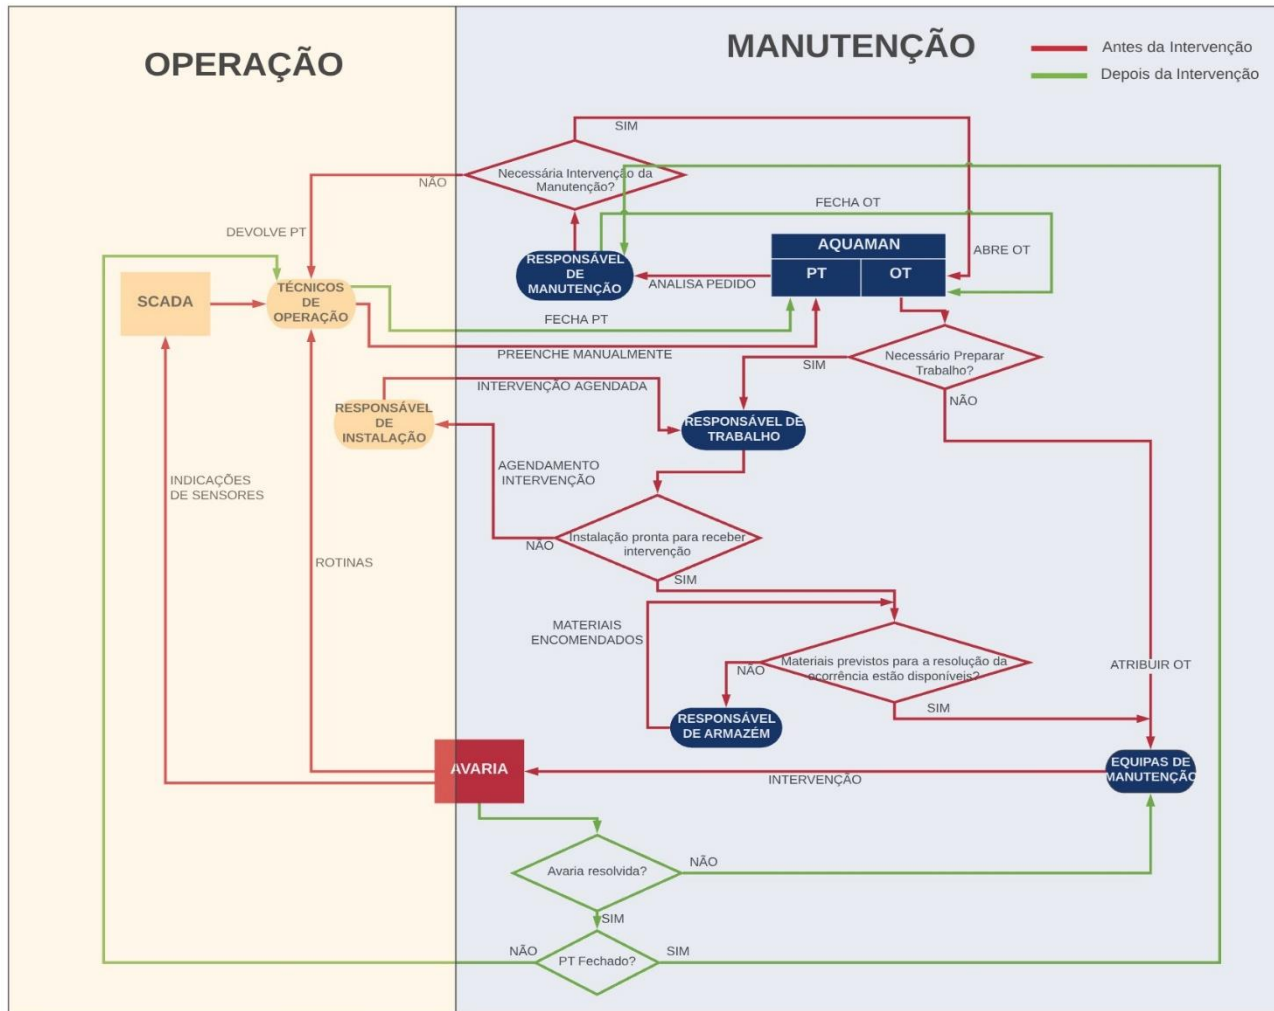 OPERAÇÃO
MANUTENÇÃO
Antes da Intervenção
Depois da Intervenção
SIM
Necessária Intervenção da
Manutenção?
NÃO
FECHA OT
DEVOLVE PT
AQUAMAN
PT
OT
ABRE OT
RESPONSÁVEL
DE
MANUTENÇÃO
ANALISA PEDIDO
SCADA
TÉCNICOS
DE
OPERAÇÃO
FECHA PT
PREENCHE MANUALMENTE
SIM
Necessário Preparar
Trabalho?
NÃO
INTERVENÇÃO AGENDADA
RESPONSÁVEL
DE
INSTALAÇÃO
RESPONSÁVEL DE
TRABALHO
AGENDAMENTO
INTERVENÇÃO
INDICAÇÕES
DE SENSORES
Instalação pronta para receber
intervenção
NÃO
ROTINAS
SIM
MATERIAIS
ENCOMENDADOS
Materiais previstos para a resolução da
ocorrência estão disponíveis?
NÃO
ATRIBUIR OT
SIM
RESPONSÁVEL
DE ARMAZÉM
AVARIA
INTERVENÇÃO
EQUIPAS DE
MANUTENÇÃO
Avaria resolvida?
NÃO
SIM
NÃO
PT Fechado?
SIM